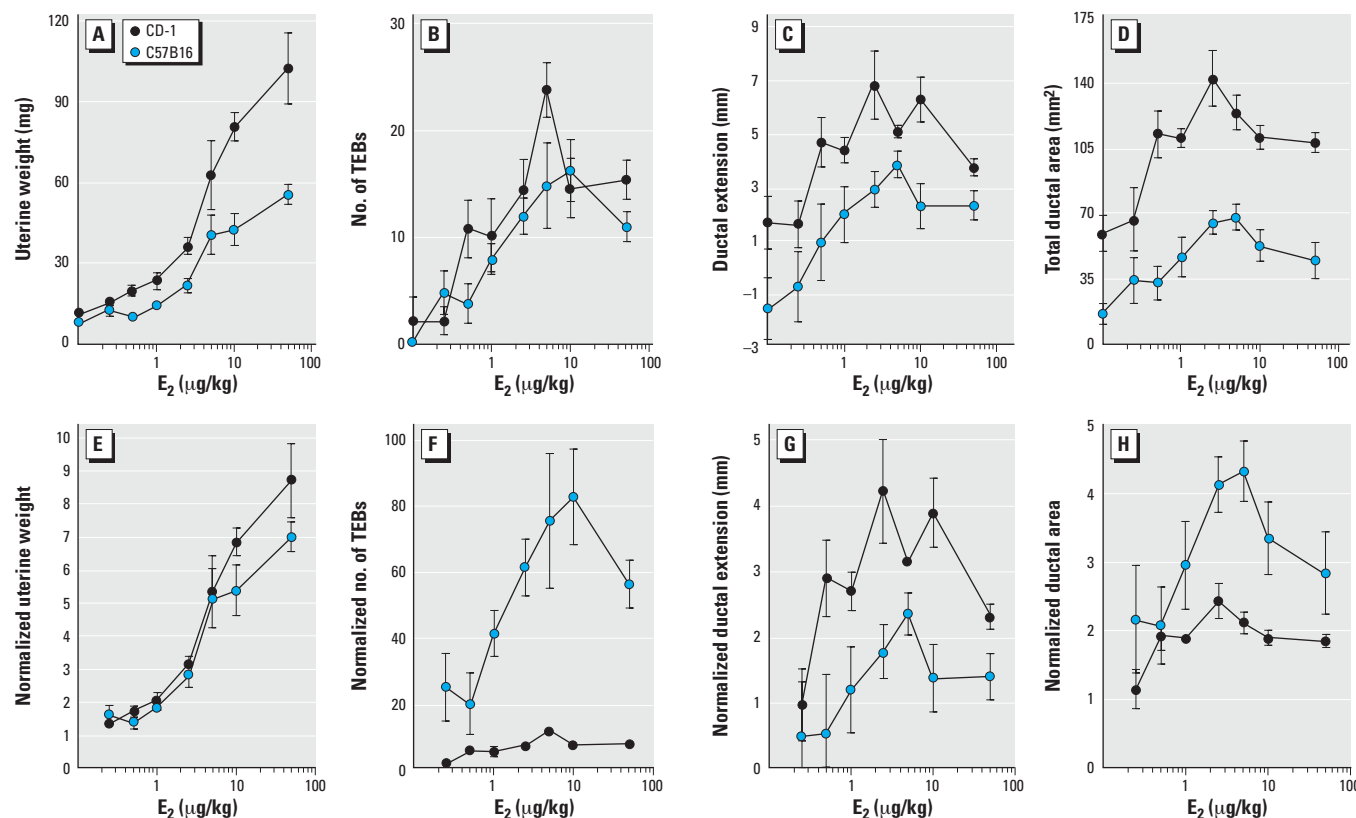 A
CD-1
C57B16
Uterine weight (mg)
120
90
60
30
0
1
10
100
E2 (μg/kg)
B
No. of TEBs
30
20
10
0
1
10
100
E2 (μg/kg)
C
Ductal extension (mm)
9
7
5
3
1
–1
–3
1
10
100
E2 (μg/kg)
D
Total ductal area (mm2)
175
140
105
70
35
0
1
10
100
E2 (μg/kg)
E
Normalized uterine weight
10
9
8
7
6
5
4
3
2
1
0
1
10
100
E2 (μg/kg)
F
Normalized no. of TEBs
100
80
60
40
20
0
1
10
100
E2 (μg/kg)
G
Normalized ductal extension (mm)
5
4
3
2
1
0
1
10
100
E2 (μg/kg)
H
Normalized ductal area
5
4
3
2
1
0
1
10
100
E2 (μg/kg)